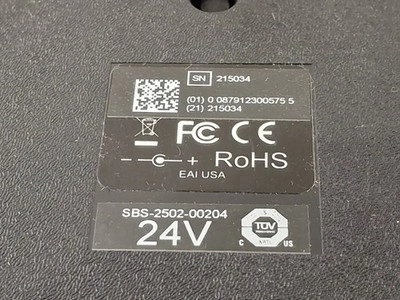 SN 215034
(01) 0 087912300575 5
(21) 215034
FC CE
- + RoHS
EAI USA
SBS-2502-00204
24V
TÜV
C US